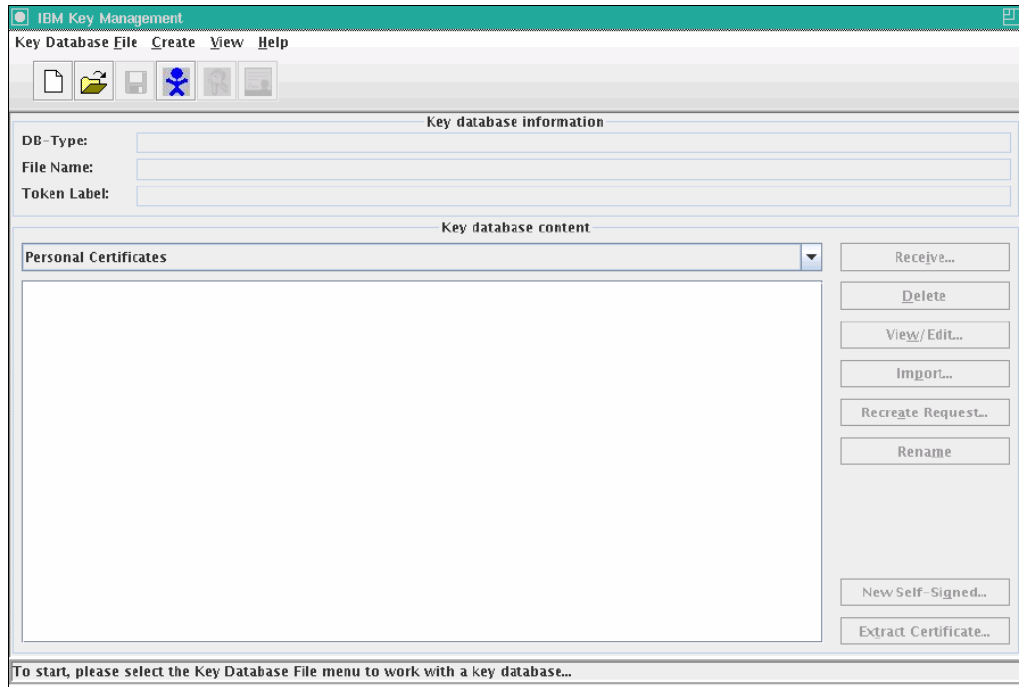 IBM Key Management
Key Database File Create View Help
Key database information
DB-Type:
File Name:
Token Label:
Key database content
Personal Certificates
Receive...
Delete
View/Edit...
Import...
Recreate Request...
Rename
New Self-Signed...
Extract Certificate...
To start, please select the Key Database File menu to work with a key database...